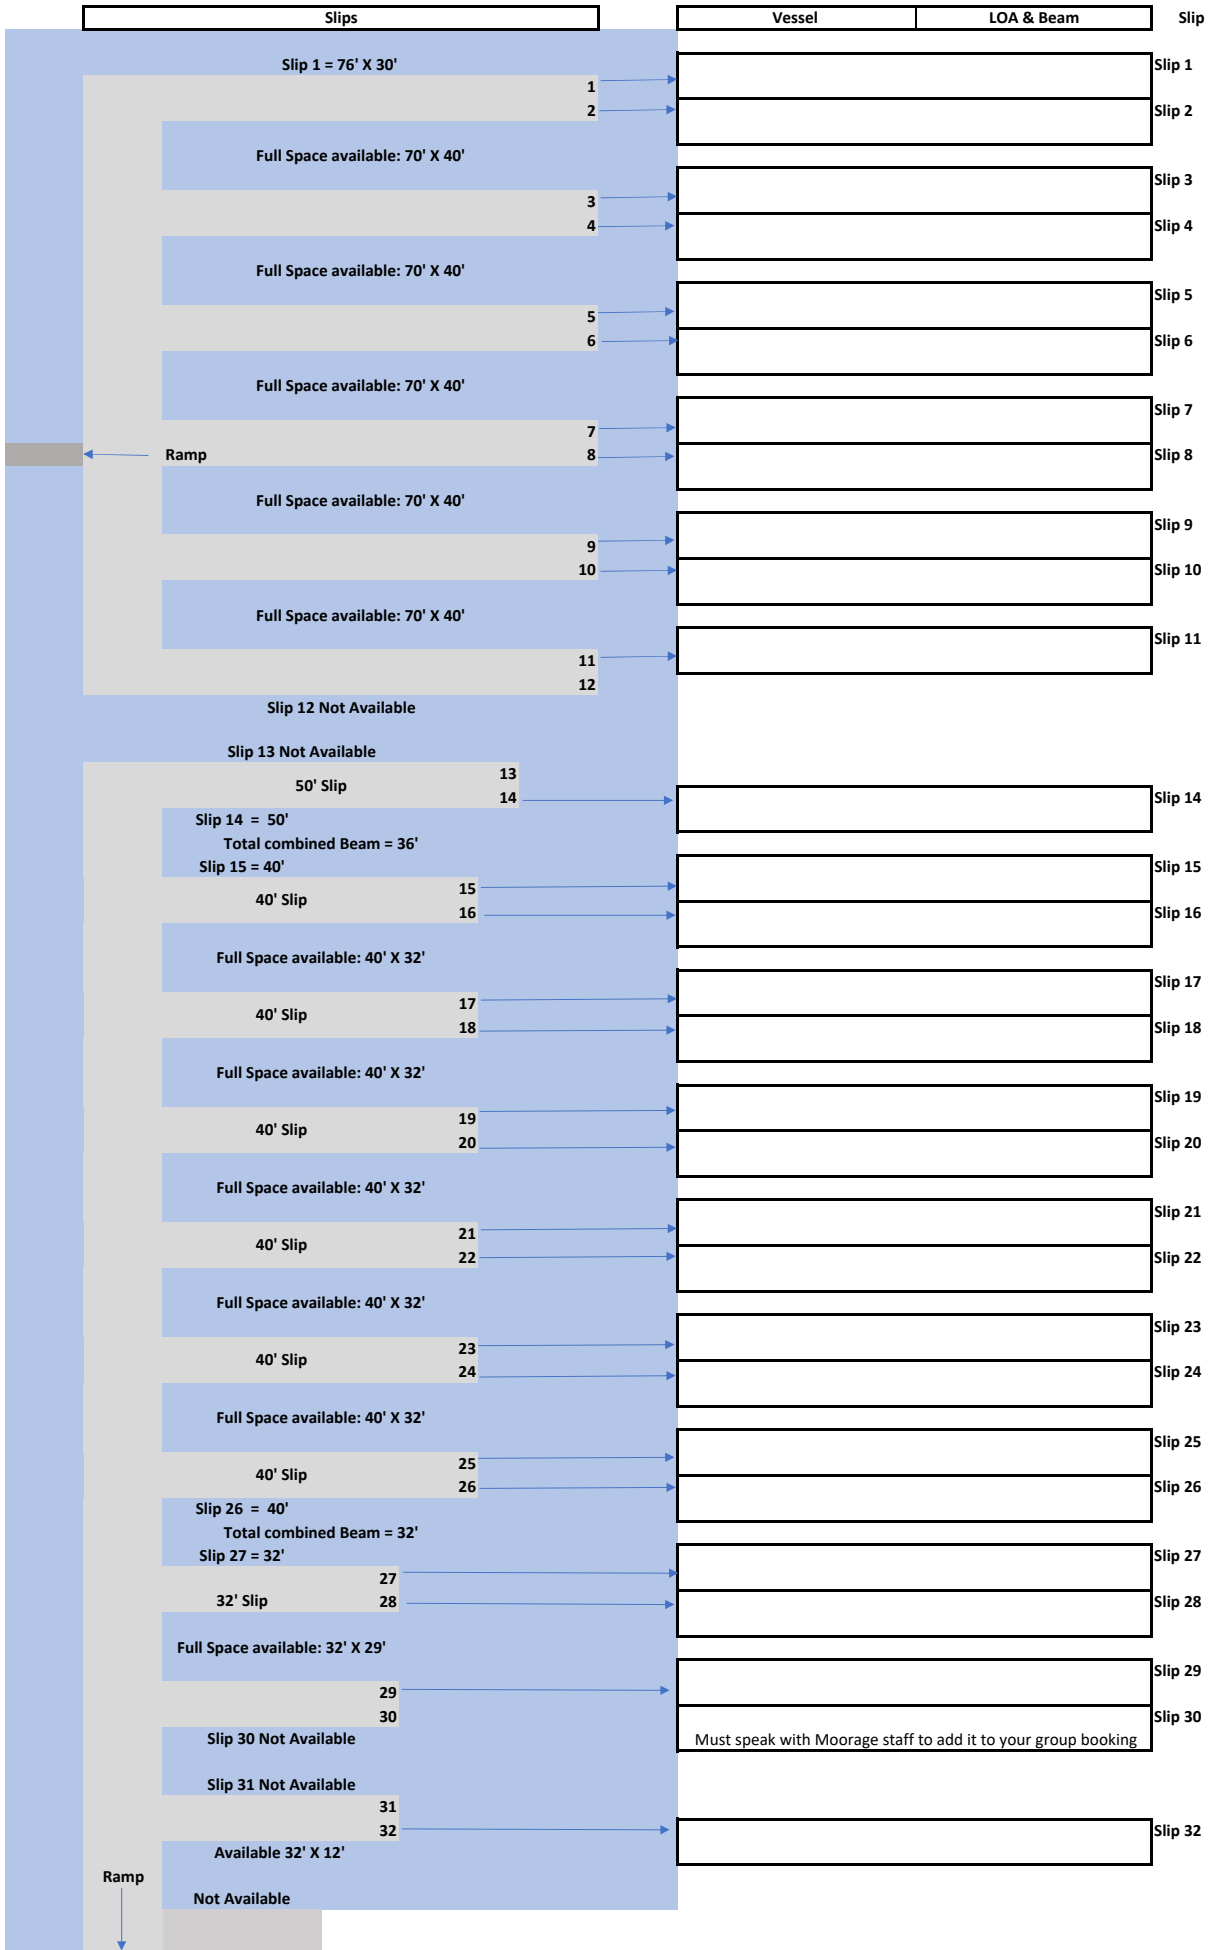 Slips Vessel LOA & Beam Slip
Slip 1 = 76' X 30' Slip 1
1
2 Slip 2
Full Space available: 70' X 40'
Slip 3
3
4 Slip 4
Full Space available: 70' X 40'
Slip 5
5
6 Slip 6
Full Space available: 70' X 40'
Slip 7
7
Ramp 8 Slip 8
Full Space available: 70' X 40'
Slip 9
9
10 Slip 10
Full Space available: 70' X 40'
Slip 11
11
12
Slip 12 Not Available
Slip 13 Not Available
13
50' Slip
14 Slip 14
Slip 14 = 50'
Total combined Beam = 36'
Slip 15 = 40' Slip 15
15
40' Slip
16 Slip 16
Full Space available: 40' X 32'
Slip 17
17
40' Slip
18 Slip 18
Full Space available: 40' X 32'
Slip 19
19
40' Slip
20 Slip 20
Full Space available: 40' X 32'
Slip 21
21
40' Slip
22 Slip 22
Full Space available: 40' X 32'
Slip 23
23
40' Slip
24 Slip 24
Full Space available: 40' X 32'
Slip 25
25
40' Slip
26 Slip 26
Slip 26 = 40'
Total combined Beam = 32'
Slip 27 = 32' Slip 27
27
32' Slip 28 Slip 28
Full Space available: 32' X 29'
Slip 29
29
30 Slip 30
Slip 30 Not Available Must speak with Moorage staff to add it to your group booking
Slip 31 Not Available
31
32 Slip 32
Available 32' X 12'
Ramp
Not Available